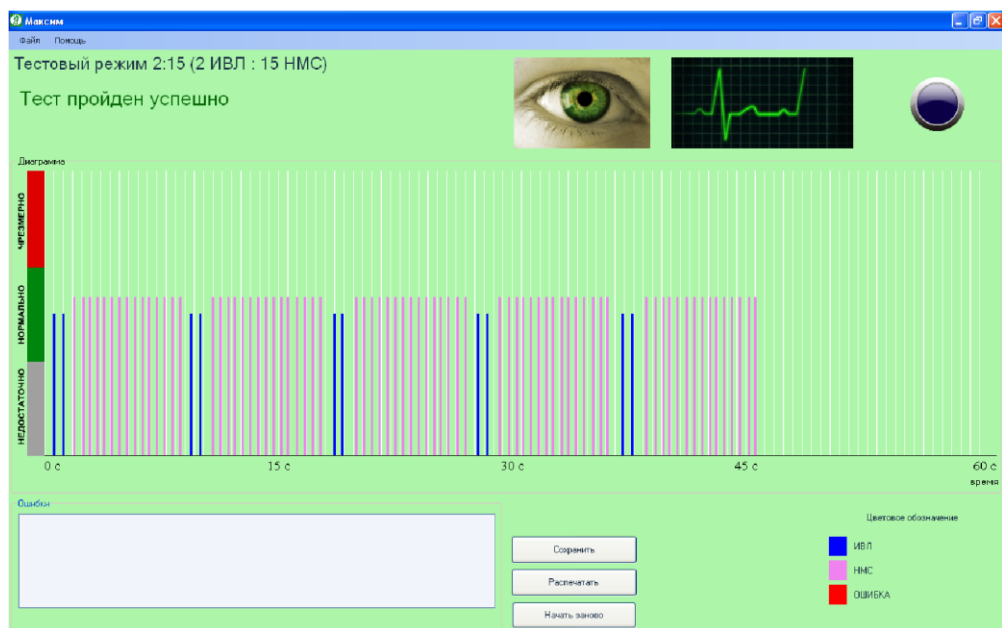 Максим
Файл Помощь
Тестовый режим 2:15 (2 ИВЛ : 15 НМС)
Тест пройден успешно
Диаграмма
ЧРЕЗМЕРНО
НОРМАЛЬНО
НЕДОСТАТОЧНО
0 с 15 с 30 с 45 с 60 с
время
Ошибки
Цветовое обозначение
Сохранить
ИВЛ
Распечатать
НМС
ОШИБКА
Начать заново